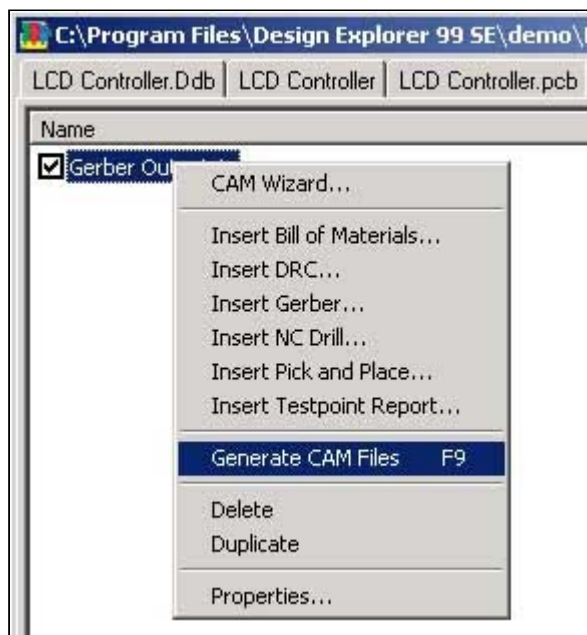 C:\Program Files\Design Explorer 99 SE\demo\
LCD Controller.Ddb LCD Controller LCD Controller.pcb
Name
Gerber
CAM Wizard...
Insert Bill of Materials...
Insert DRC...
Insert Gerber...
Insert NC Drill...
Insert Pick and Place...
Insert Testpoint Report...
Generate CAM Files F9
Delete
Duplicate
Properties...